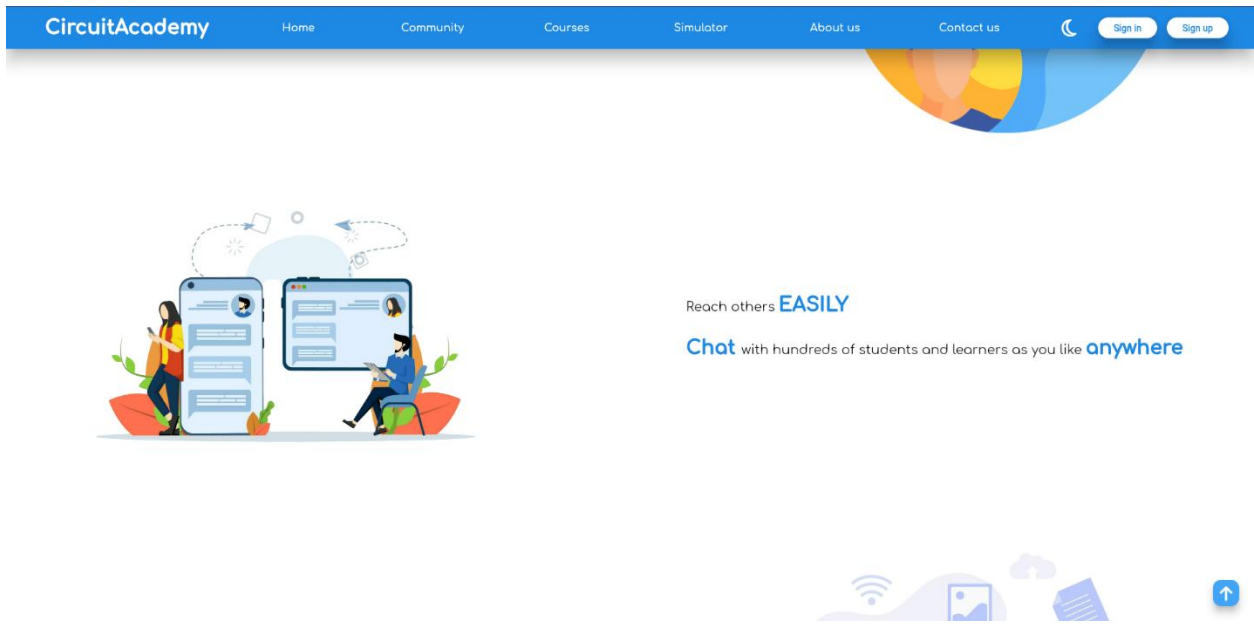 CircuitAcademy Home Community Courses Simulator About us Contact us Sign in Sign up
Reach others EASILY
Chat with hundreds of students and learners as you like anywhere